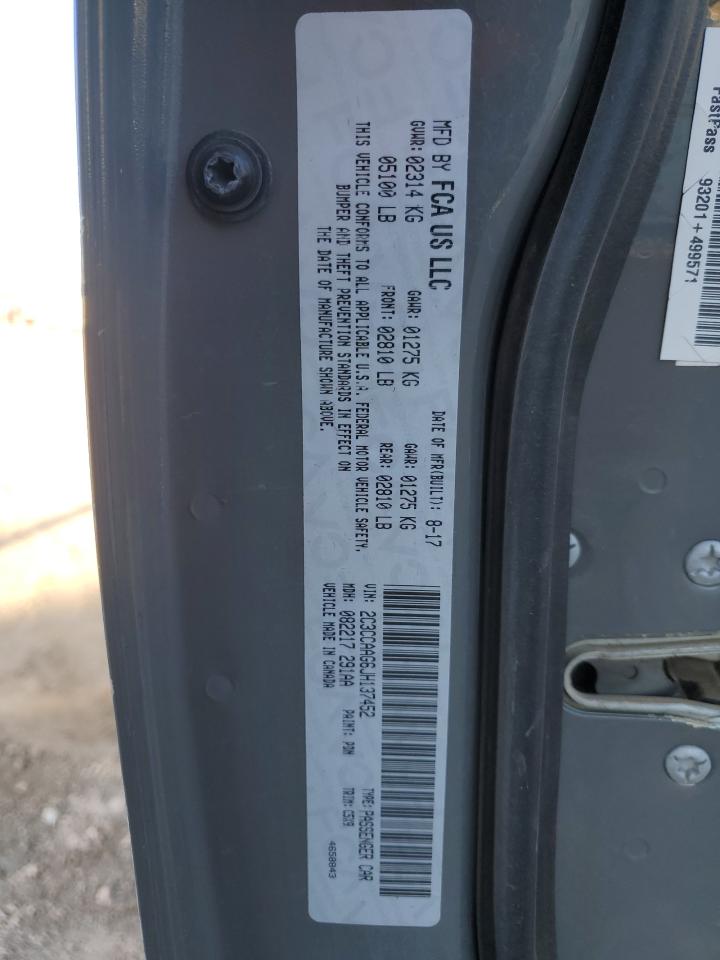 MFD BY FCA US LLC
DATE OF MFR(BUILT): 8-17
GVWR: 02314 KG
GAWR: 01275 KG
GAWR: 01275 KG
05100 LB
FRONT: 02810 LB
REAR: 02810 LB
THIS VEHICLE CONFORMS TO ALL APPLICABLE U.S.A. FEDERAL MOTOR VEHICLE SAFETY,
BUMPER AND THEFT PREVENTION STANDARDS IN EFFECT ON
THE DATE OF MANUFACTURE SHOWN ABOVE.
VIN: 2C3CCAAG6JH137452
TYPE: PASSENGER CAR
MDH: 082217 291AA
PAINT: PDN
TRIM: C5X9
VEHICLE MADE IN CANADA
4650843
FastPass
93201+499571